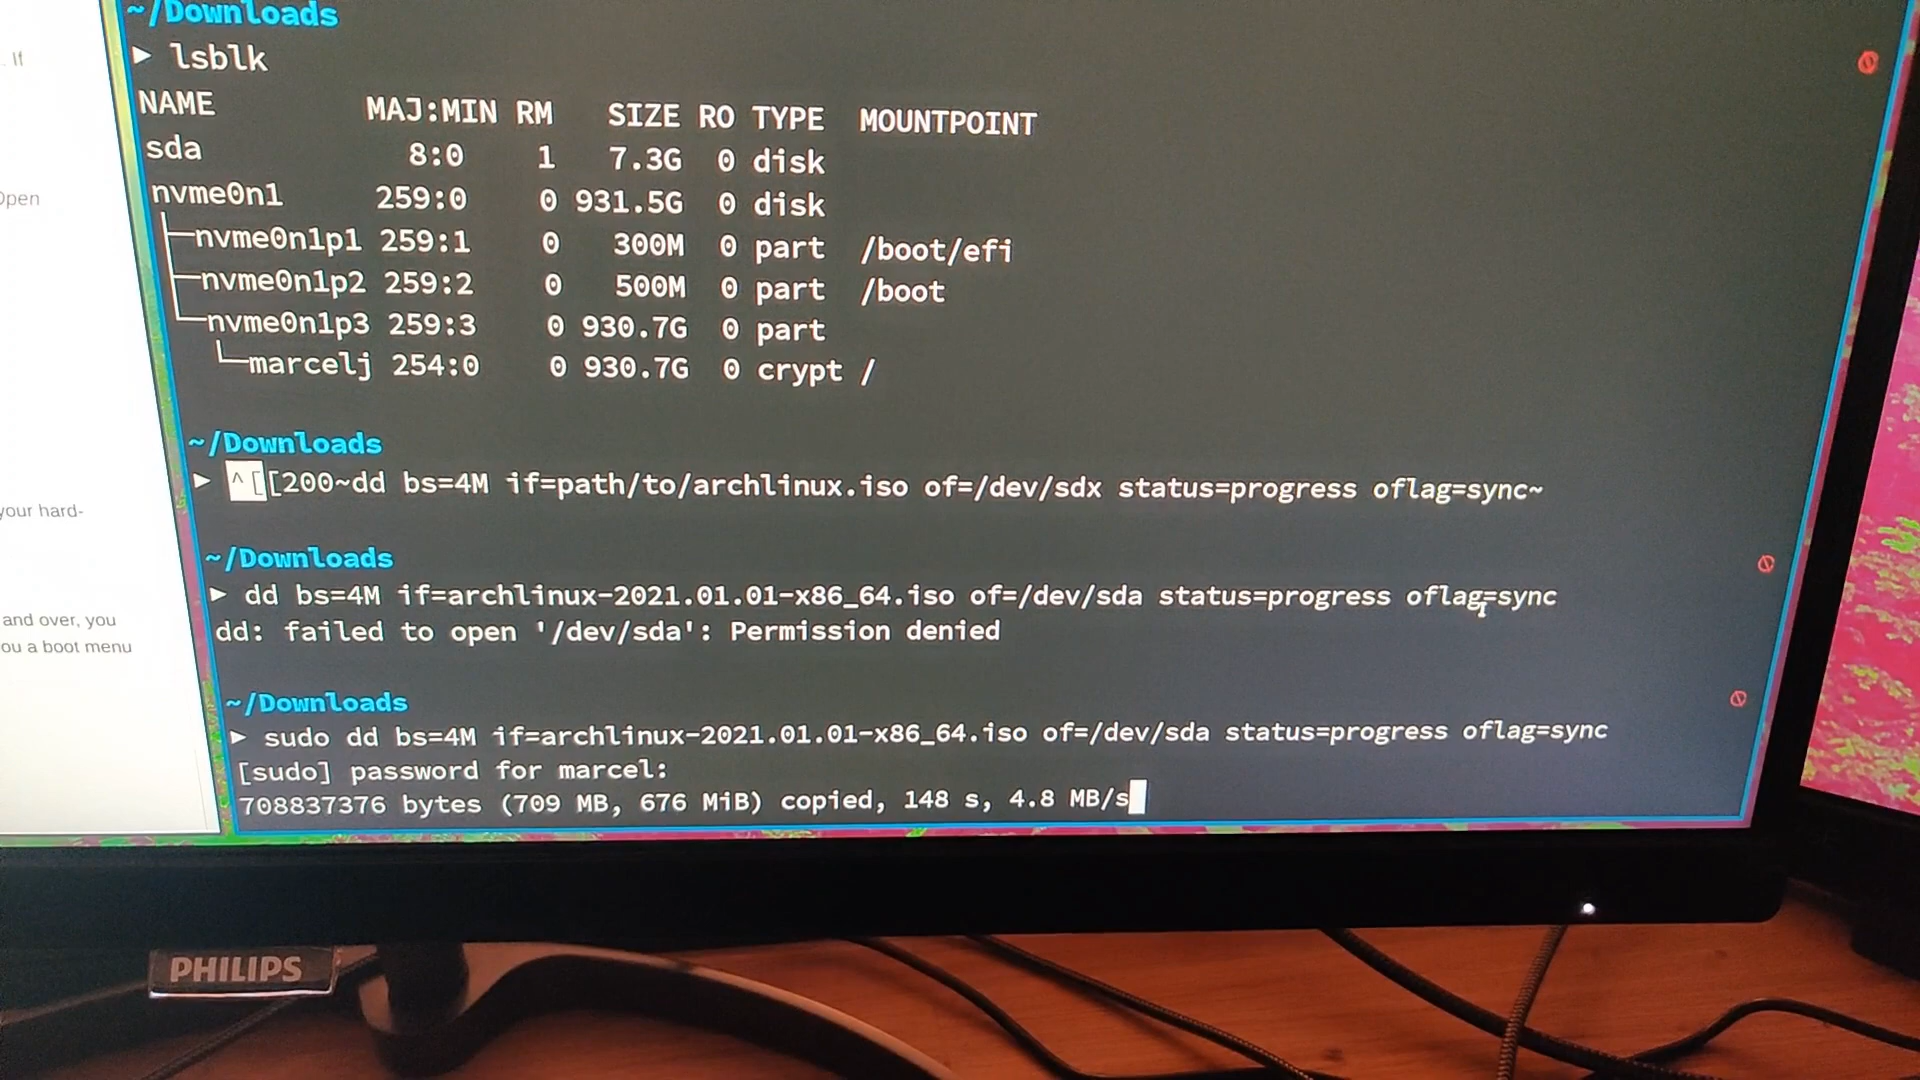 ~/Downloads
▶ lsblk
NAME MAJ:MIN RM SIZE RO TYPE MOUNTPOINT
sda 8:0 1 7.3G 0 disk
nvme0n1 259:0 0 931.5G 0 disk
├─nvme0n1p1 259:1 0 300M 0 part /boot/efi
├─nvme0n1p2 259:2 0 500M 0 part /boot
└─nvme0n1p3 259:3 0 930.7G 0 part
└─marcelj 254:0 0 930.7G 0 crypt /
~/Downloads
▶ ^[[200~dd bs=4M if=path/to/archlinux.iso of=/dev/sdx status=progress oflag=sync~
~/Downloads
▶ dd bs=4M if=archlinux-2021.01.01-x86_64.iso of=/dev/sda status=progress oflag=sync
dd: failed to open '/dev/sda': Permission denied
~/Downloads
▶ sudo dd bs=4M if=archlinux-2021.01.01-x86_64.iso of=/dev/sda status=progress oflag=sync
[sudo] password for marcel:
708837376 bytes (709 MB, 676 MiB) copied, 148 s, 4.8 MB/s
. If
Open
your hard-
and over, you
ou a boot menu
PHILIPS